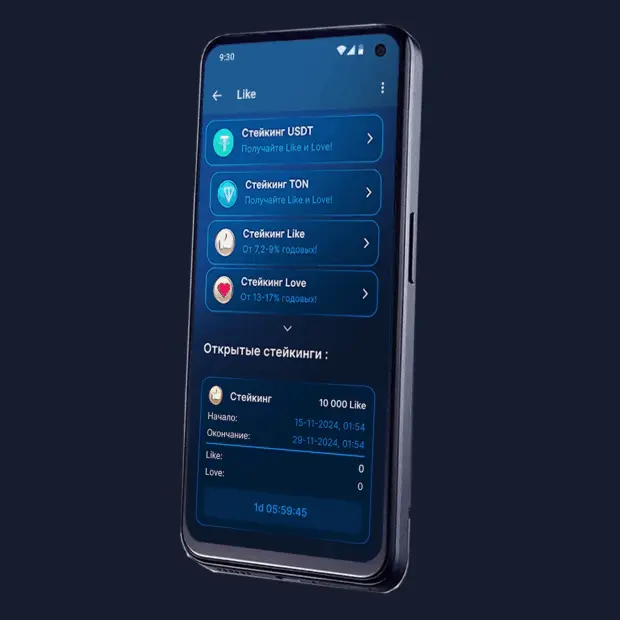 9:30
Like
Стейкинг USDT
Получайте Like и Love!
Стейкинг TON
Получайте Like и Love!
Стейкинг Like
От 7,2-9% годовых!
Стейкинг Love
От 13-17% годовых!
Открытые стейкинги :
Стейкинг 10 000 Like
Начало: 15-11-2024, 01:54
Окончание: 29-11-2024, 01:54
Like: 0
Love: 0
1d 05:59:45